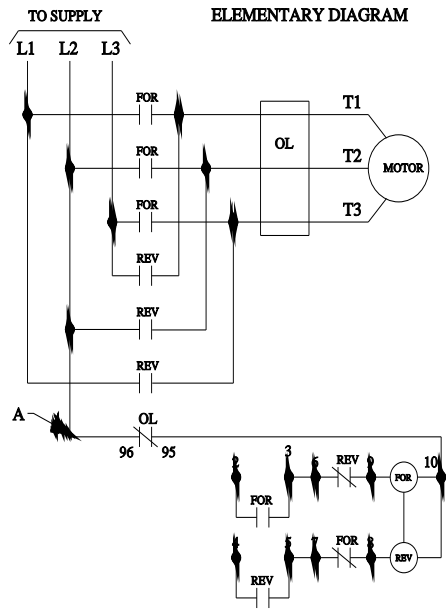 TO SUPPLY ELEMENTARY DIAGRAM
L1 L2 L3
FOR T1
OL
FOR T2
MOTOR
FOR T3
REV
REV
REV
A OL
96 95
2 3 6 REV 9 FOR 10
FOR
4 5 7 FOR 8 REV
REV